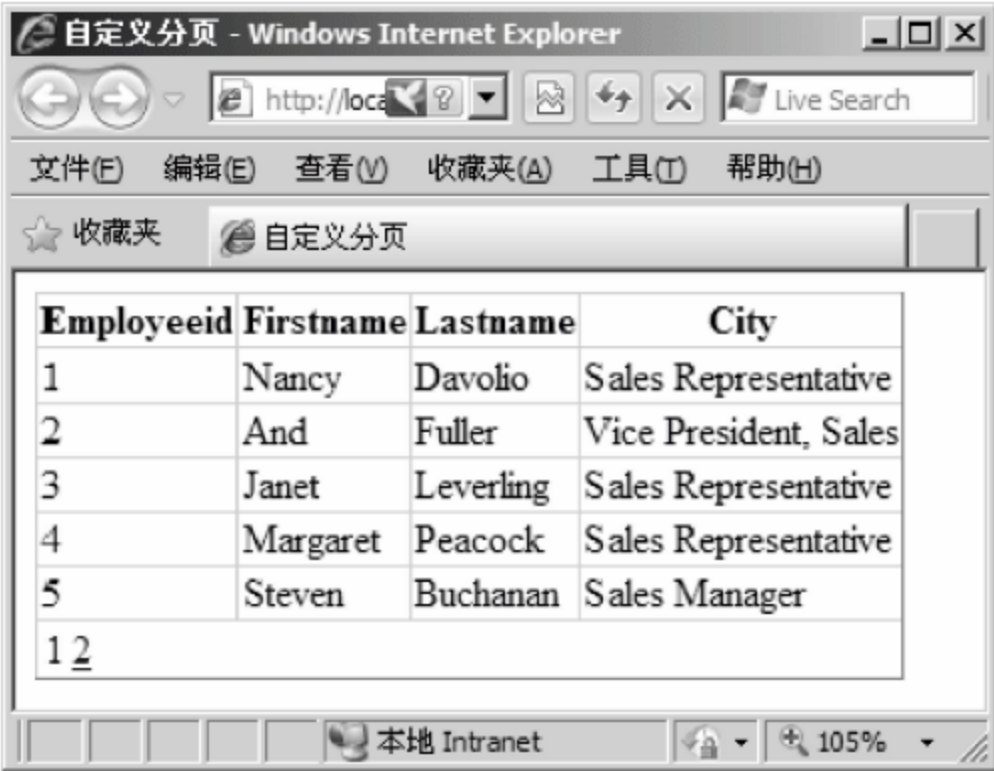 自定义分页 - Windows Internet Explorer
http://loca ? Live Search
文件(F) 编辑(E) 查看(V) 收藏夹(A) 工具(T) 帮助(H)
收藏夹 自定义分页
Employeeid Firstname Lastname City
1 Nancy Davolio Sales Representative
2 And Fuller Vice President, Sales
3 Janet Leverling Sales Representative
4 Margaret Peacock Sales Representative
5 Steven Buchanan Sales Manager
1 2
本地 Intranet 105%